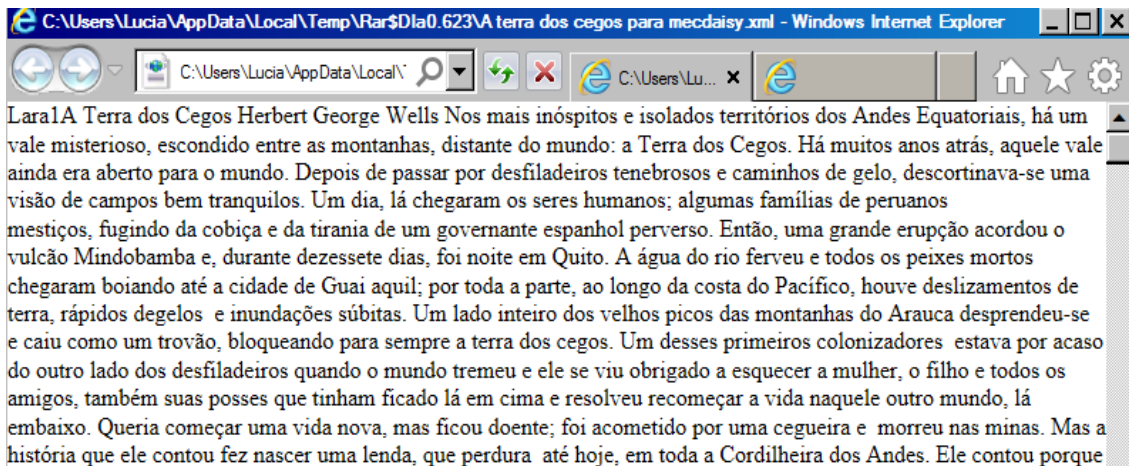 C:\Users\Lucia\AppData\Local\Temp\Rar$DIa0.623\A terra dos cegos para mecdaisy.xml - Windows Internet Explorer
C:\Users\Lucia\AppData\Local\T C:\Users\Lu...
Lara1A Terra dos Cegos Herbert George Wells Nos mais inóspitos e isolados territórios dos Andes Equatoriais, há um
vale misterioso, escondido entre as montanhas, distante do mundo: a Terra dos Cegos. Há muitos anos atrás, aquele vale
ainda era aberto para o mundo. Depois de passar por desfiladeiros tenebrosos e caminhos de gelo, descortinava-se uma
visão de campos bem tranquilos. Um dia, lá chegaram os seres humanos; algumas famílias de peruanos
mestiços, fugindo da cobiça e da tirania de um governante espanhol perverso. Então, uma grande erupção acordou o
vulcão Mindobamba e, durante dezessete dias, foi noite em Quito. A água do rio ferveu e todos os peixes mortos
chegaram boiando até a cidade de Guai aquil; por toda a parte, ao longo da costa do Pacífico, houve deslizamentos de
terra, rápidos degelos e inundações súbitas. Um lado inteiro dos velhos picos das montanhas do Arauca desprendeu-se
e caiu como um trovão, bloqueando para sempre a terra dos cegos. Um desses primeiros colonizadores estava por acaso
do outro lado dos desfiladeiros quando o mundo tremeu e ele se viu obrigado a esquecer a mulher, o filho e todos os
amigos, também suas posses que tinham ficado lá em cima e resolveu recomeçar a vida naquele outro mundo, lá
embaixo. Queria começar uma vida nova, mas ficou doente; foi acometido por uma cegueira e morreu nas minas. Mas a
história que ele contou fez nascer uma lenda, que perdura até hoje, em toda a Cordilheira dos Andes. Ele contou porque